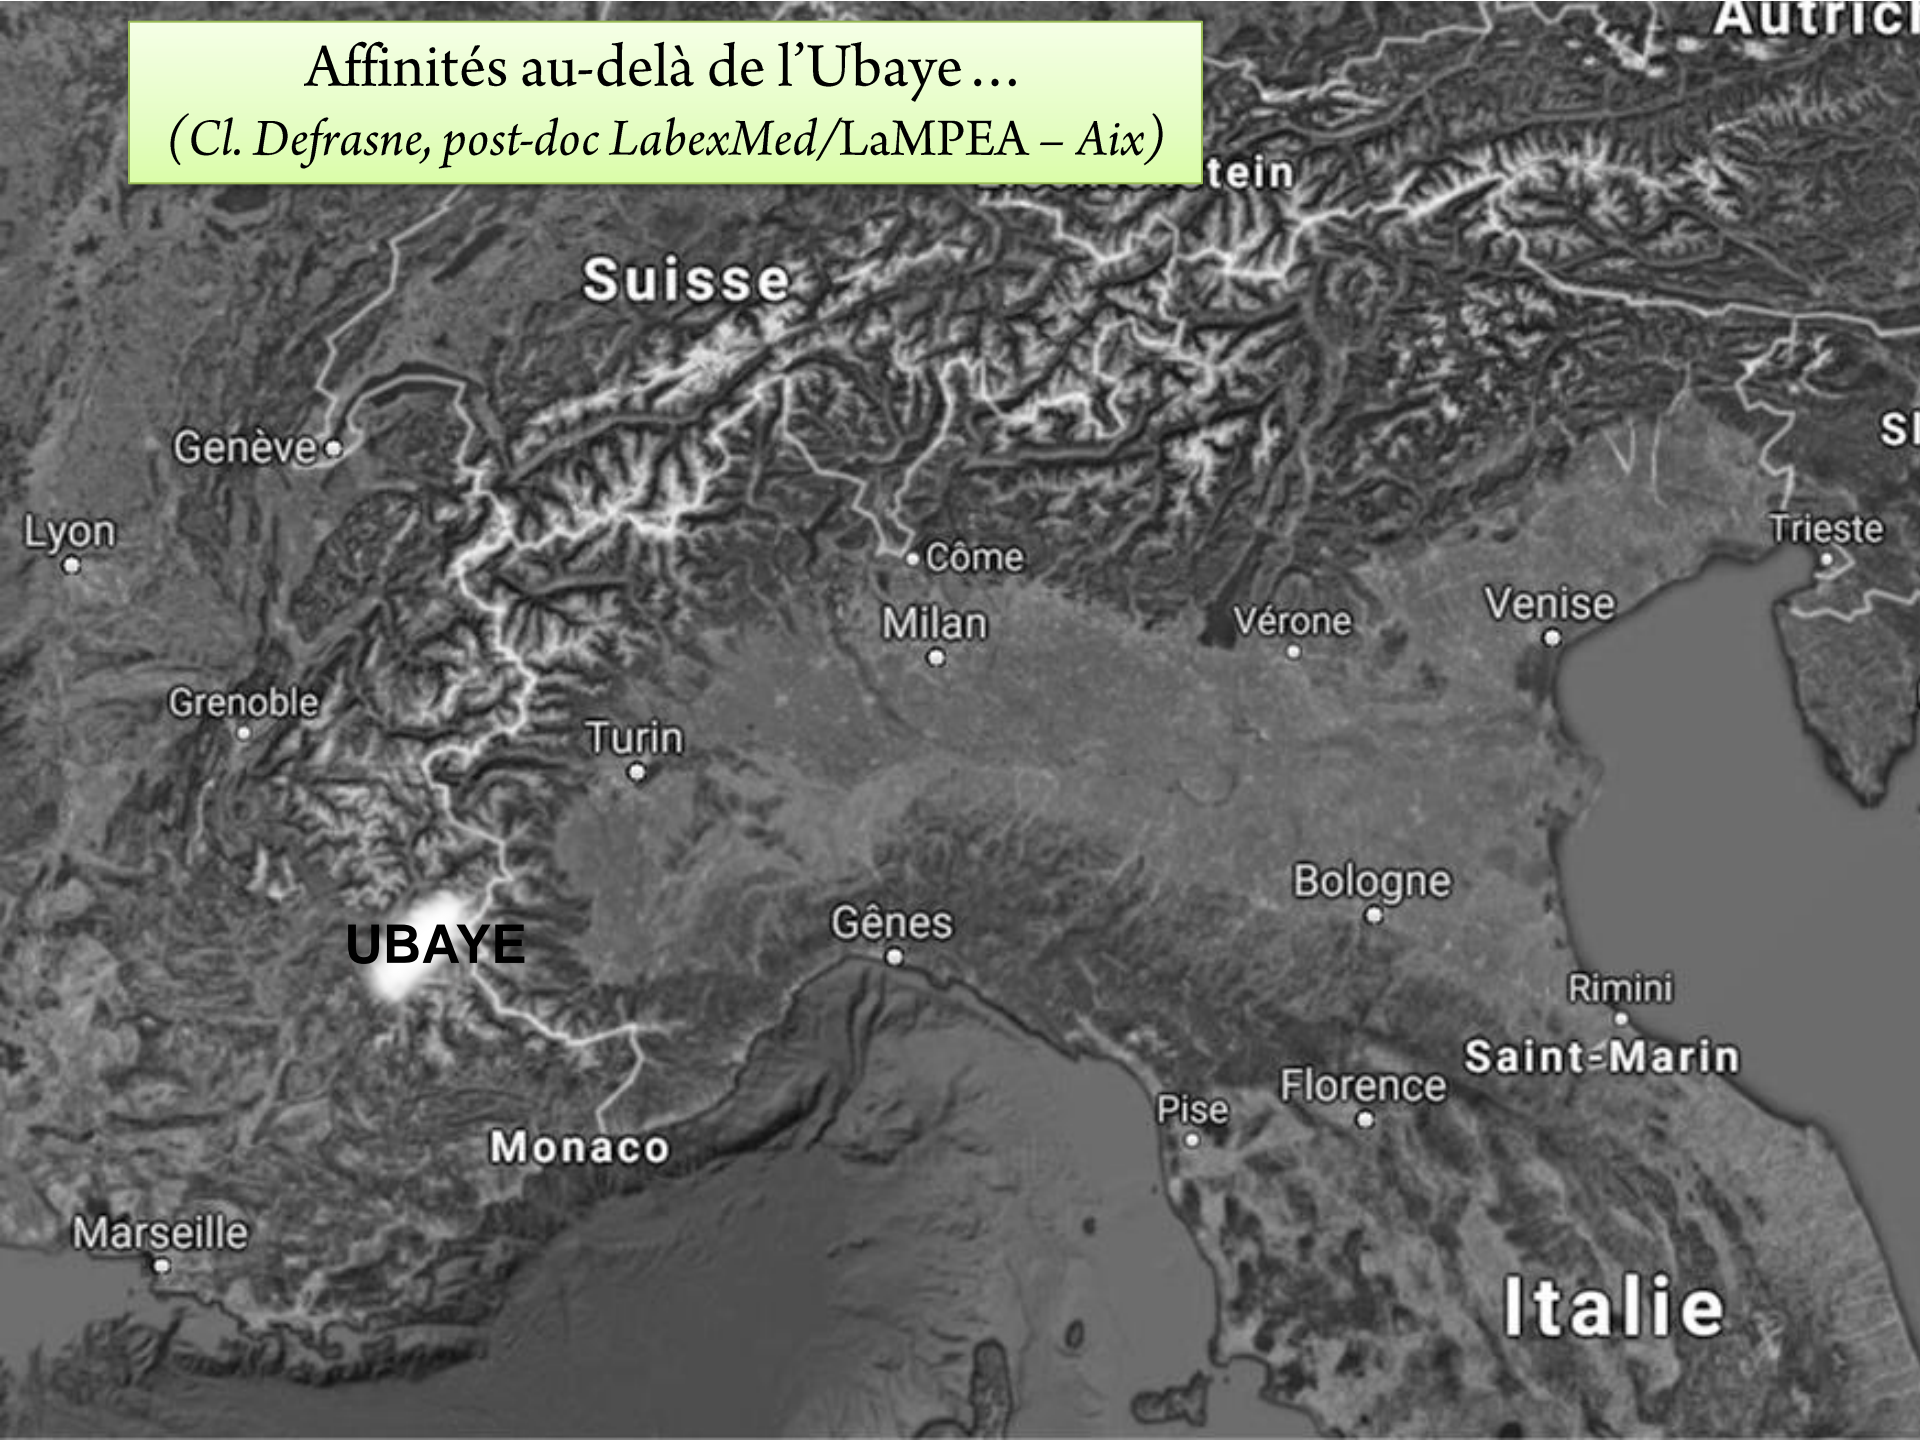 Autrich
Affinités au-delà de l’Ubaye…
(Cl. Defrasne, post-doc LabexMed/LaMPEA – Aix)
tein
Suisse
Genève
Sl
Lyon
Trieste
Côme
Venise
Milan
Vérone
Grenoble
Turin
Bologne
Gênes
UBAYE
Rimini
Saint-Marin
Florence
Pise
Monaco
Marseille
Italie